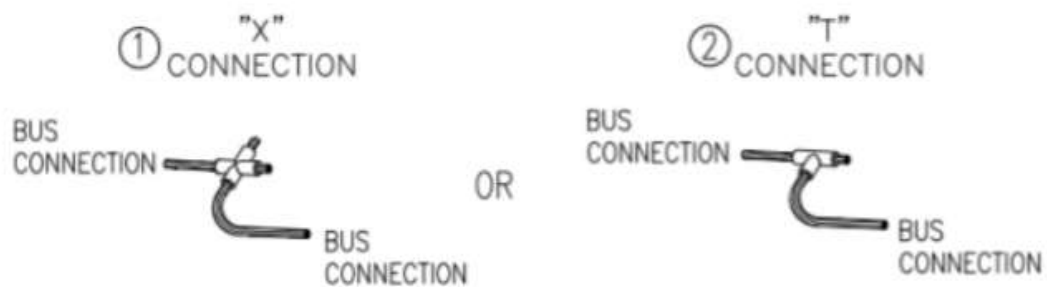 "X"
① CONNECTION
BUS
CONNECTION
BUS
CONNECTION
OR
"T"
② CONNECTION
BUS
CONNECTION
BUS
CONNECTION